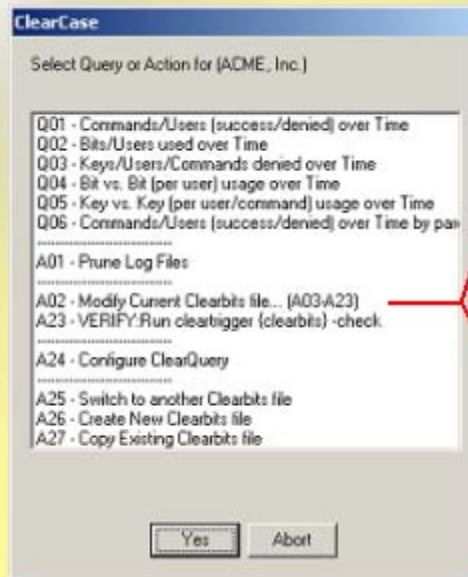 ClearCase
Select Query or Action for (ACME, Inc.)
Q01 - Commands/Users (success/denied) over Time
Q02 - Bits/Users used over Time
Q03 - Keys/Users/Commands denied over Time
Q04 - Bit vs. Bit (per user) usage over Time
Q05 - Key vs. Key (per user/command) usage over Time
Q06 - Commands/Users (success/denied) over Time by
------------------------------
A01 - Prune Log Files
------------------------------
A02 - Modify Current Clearbits file... (A03-A23)
A23 - VERIFY:Run cleartrigger {clearbits} -check
------------------------------
A24 - Configure ClearQuery
------------------------------
A25 - Switch to another Clearbits file
A26 - Create New Clearbits file
A27 - Copy Existing Clearbits file
Yes
Abort